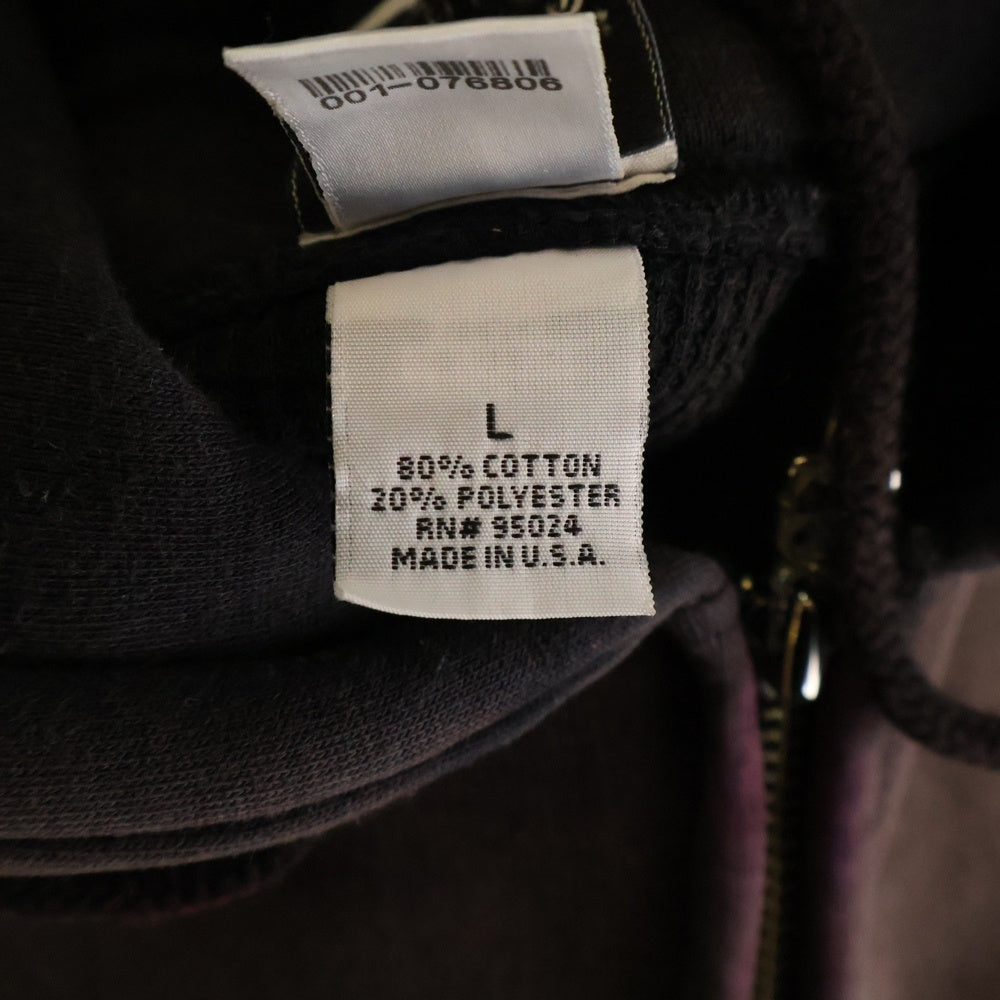 001-076806
L
80% COTTON
20% POLYESTER
RN# 95024
MADE IN U.S.A.